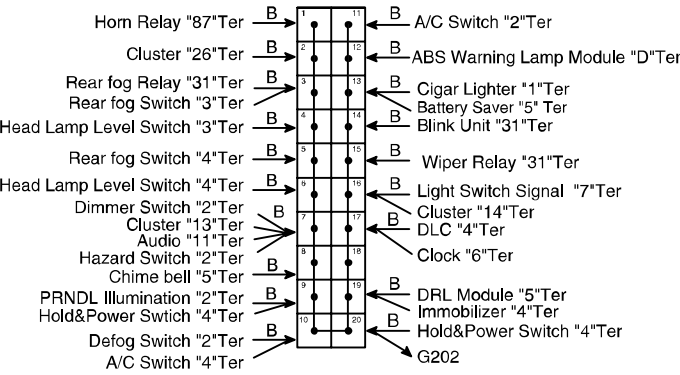 Horn Relay "87"Ter B 1 11 B A/C Switch "2"Ter
Cluster "26"Ter B 2 12 B ABS Warning Lamp Module "D"Ter
Rear fog Relay "31"Ter B 3 13 B Cigar Lighter "1"Ter
Rear fog Switch "3"Ter Battery Saver "5" Ter
Head Lamp Level Switch "3"Ter B 4 14 B Blink Unit "31"Ter
Rear fog Switch "4"Ter B 5 15 B Wiper Relay "31"Ter
Head Lamp Level Switch "4"Ter B 6 16 B Light Switch Signal "7"Ter
Dimmer Switch "2"Ter B Cluster "14"Ter
Cluster "13"Ter 7 17 B DLC "4"Ter
Audio "11"Ter
Hazard Switch "2"Ter Clock "6"Ter
Chime bell "5"Ter B 8 18
PRNDL Illumination "2"Ter B 9 19 B DRL Module "5"Ter
Hold&Power Swtich "4"Ter Immobilizer "4"Ter
10 20 B Hold&Power Switch "4"Ter
Defog Switch "2"Ter B G202
A/C Switch "4"Ter